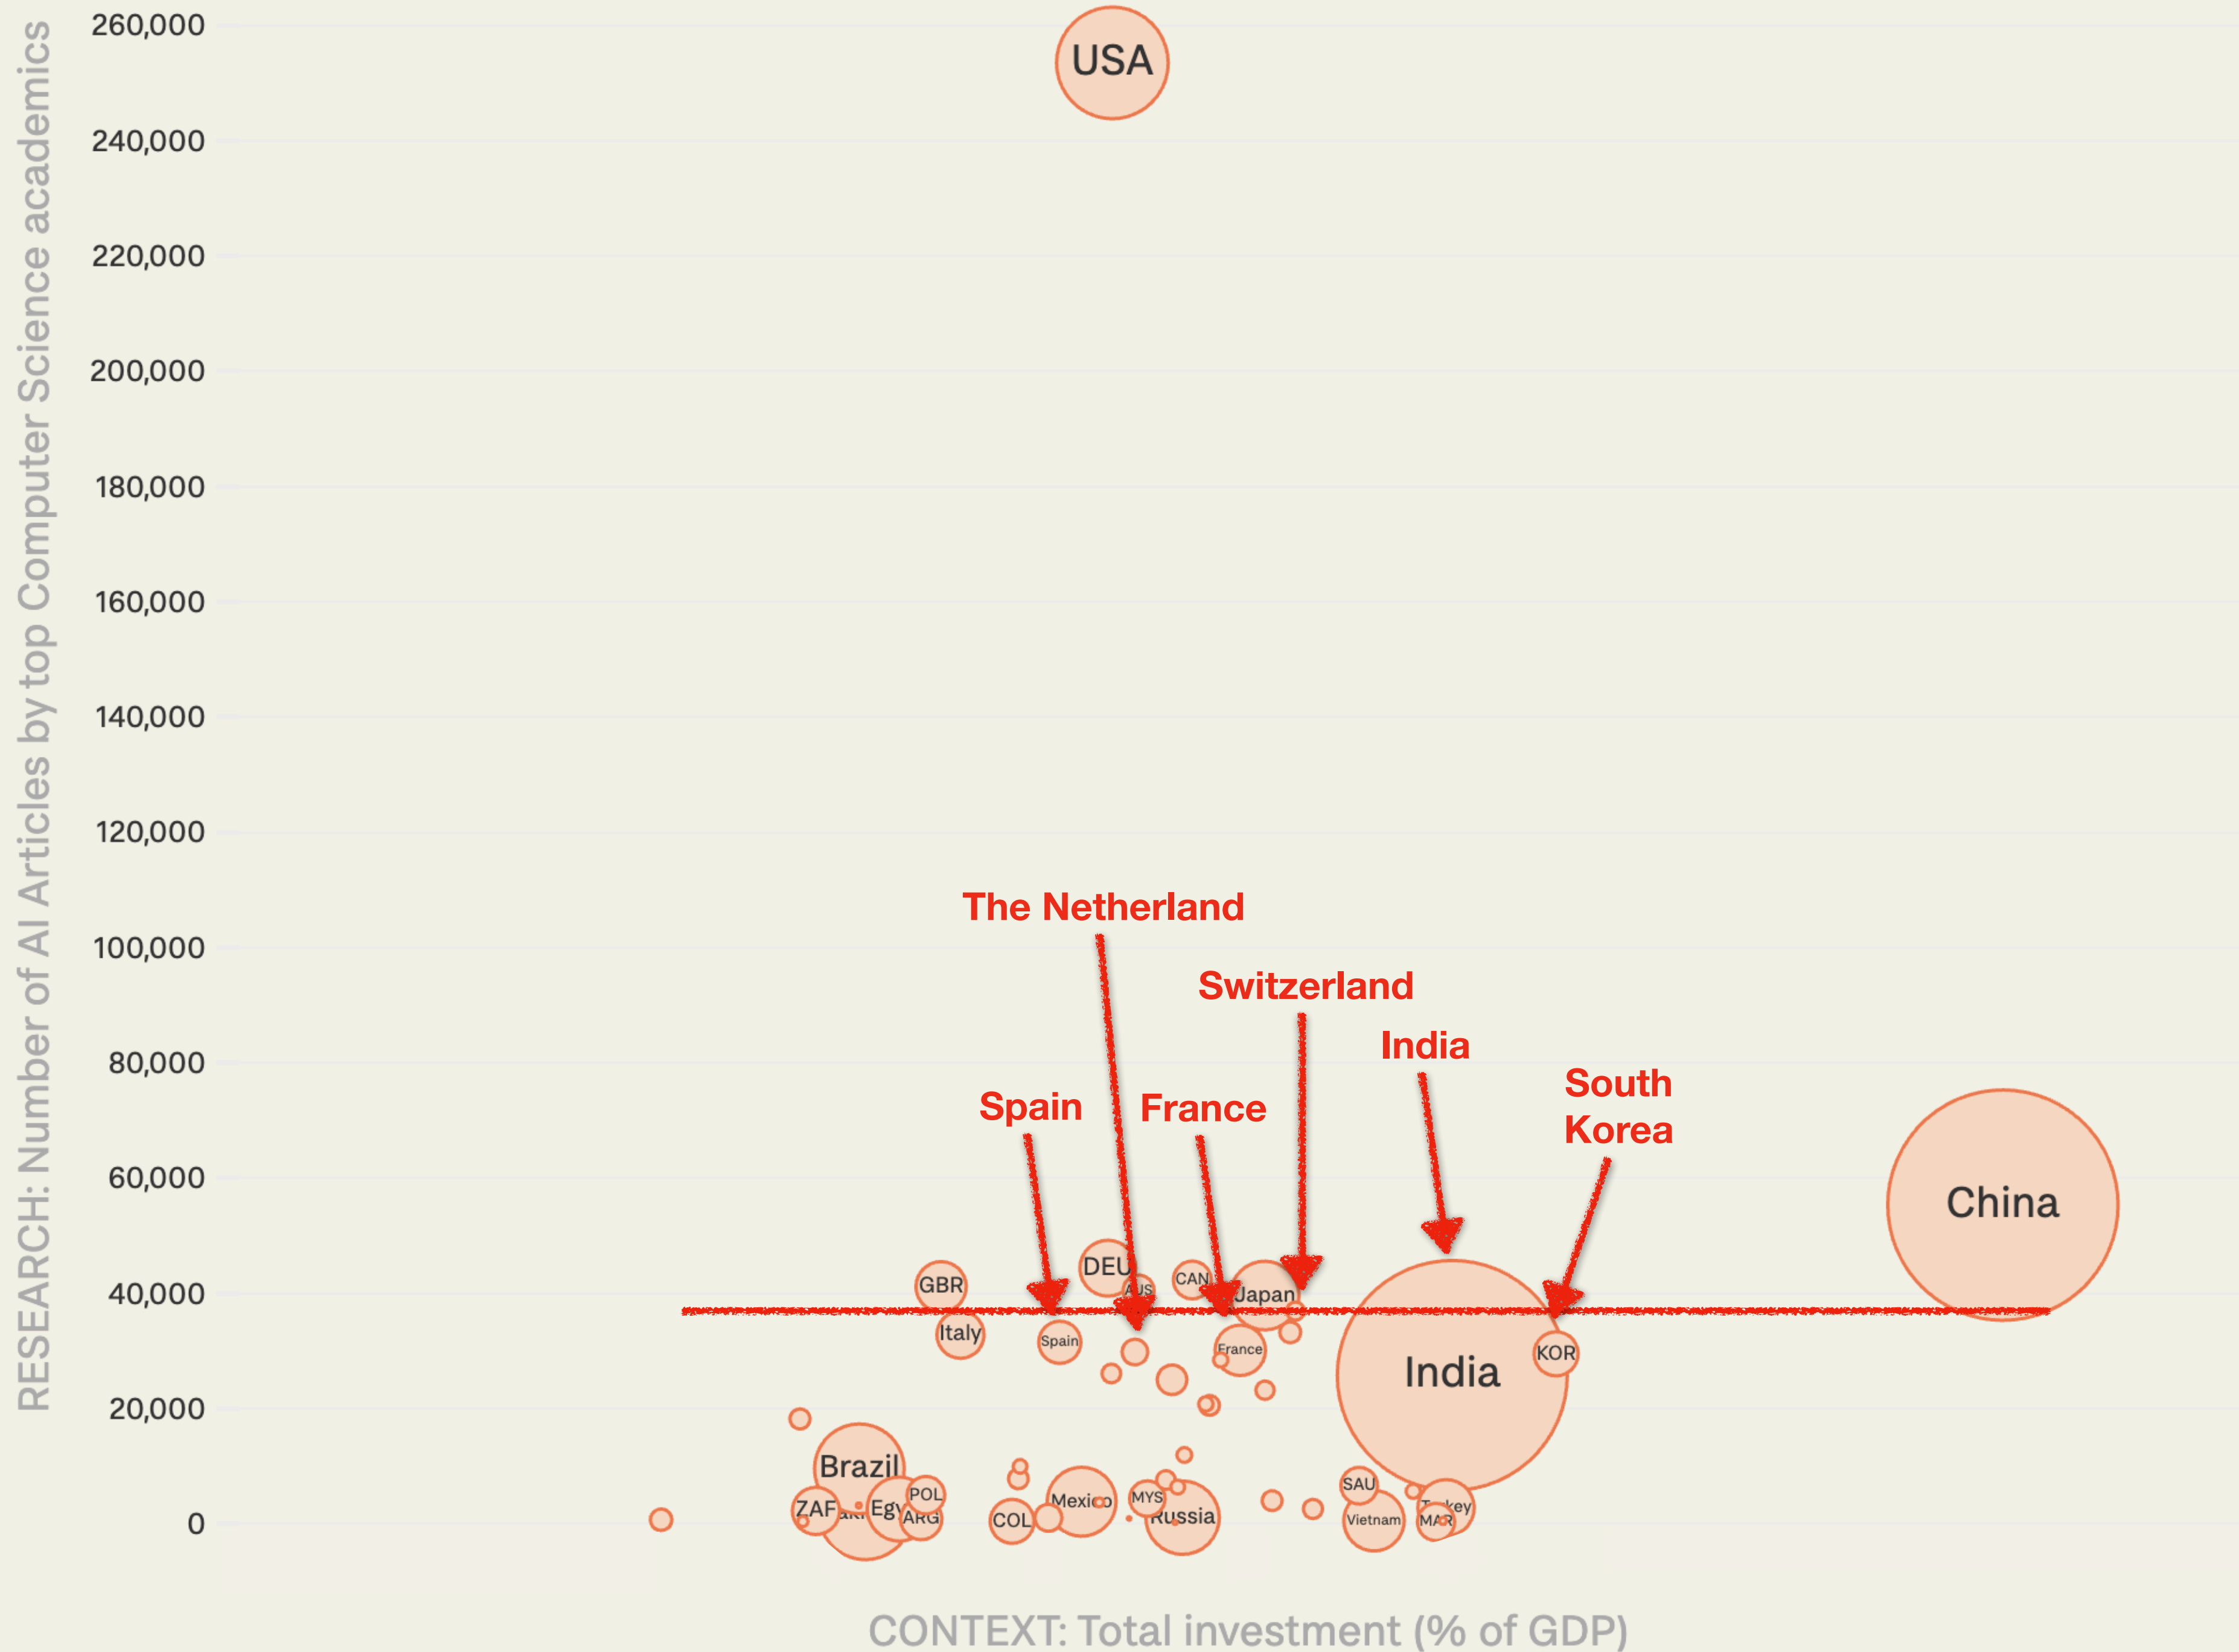 RESEARCH: Number of AI Articles by top Computer Science academics
260,000
240,000
220,000
200,000
180,000
160,000
140,000
120,000
100,000
80,000
60,000
40,000
20,000
0
USA
The Netherland
Switzerland
India
South
Korea
Spain
France
China
DEU
GBR
CAN
AUS
Japan
Italy
Spain
France
KOR
India
Brazil
SAU
POL
MYS
Mexico
ZAF
ARG
COL
Russia
Vietnam
MAR
CONTEXT: Total investment (% of GDP)